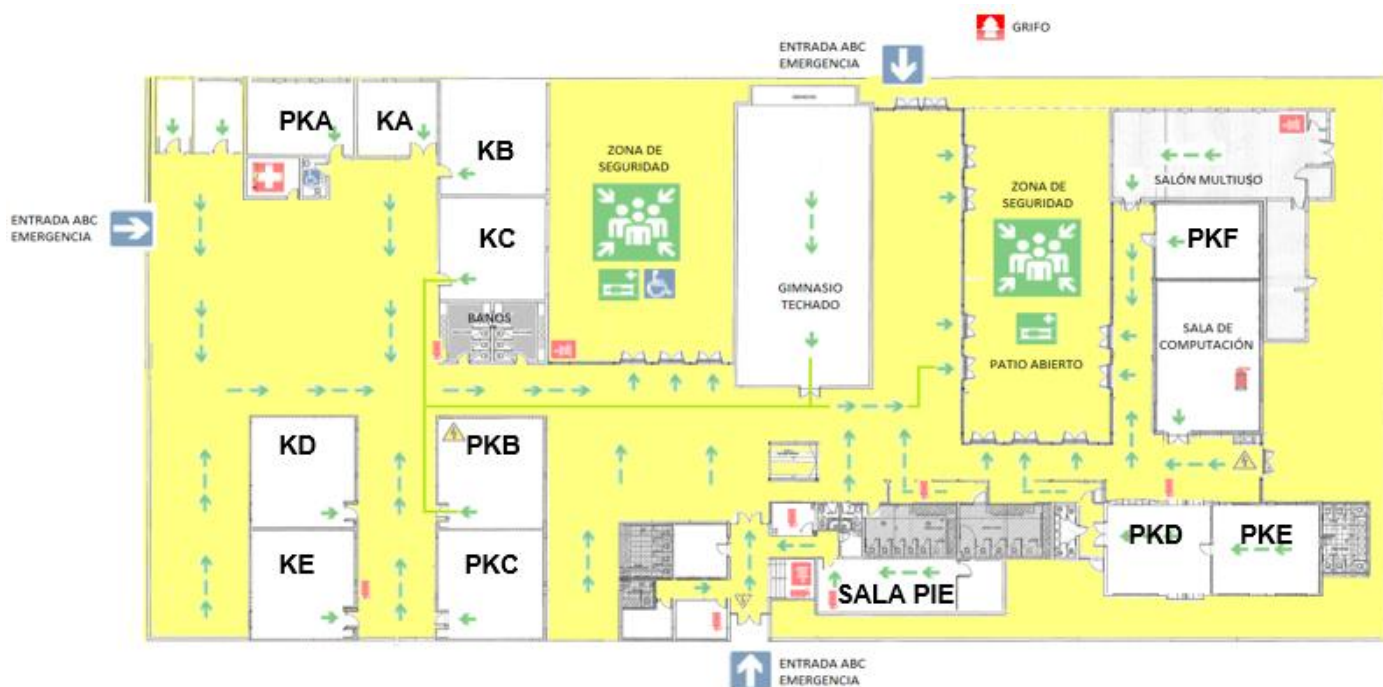 GRIFO
ENTRADA ABC
EMERGENCIA
PKA
KA
KB
ZONA DE
SEGURIDAD
ZONA DE
SEGURIDAD
SALÓN MULTIUSO
ENTRADA ABC
EMERGENCIA
KC
PKF
GIMNASIO
TECHADO
BAÑOS
SALA DE
COMPUTACIÓN
PATIO ABIERTO
KD
PKB
KE
PKC
PKD
PKE
SALA PIE
ENTRADA ABC
EMERGENCIA